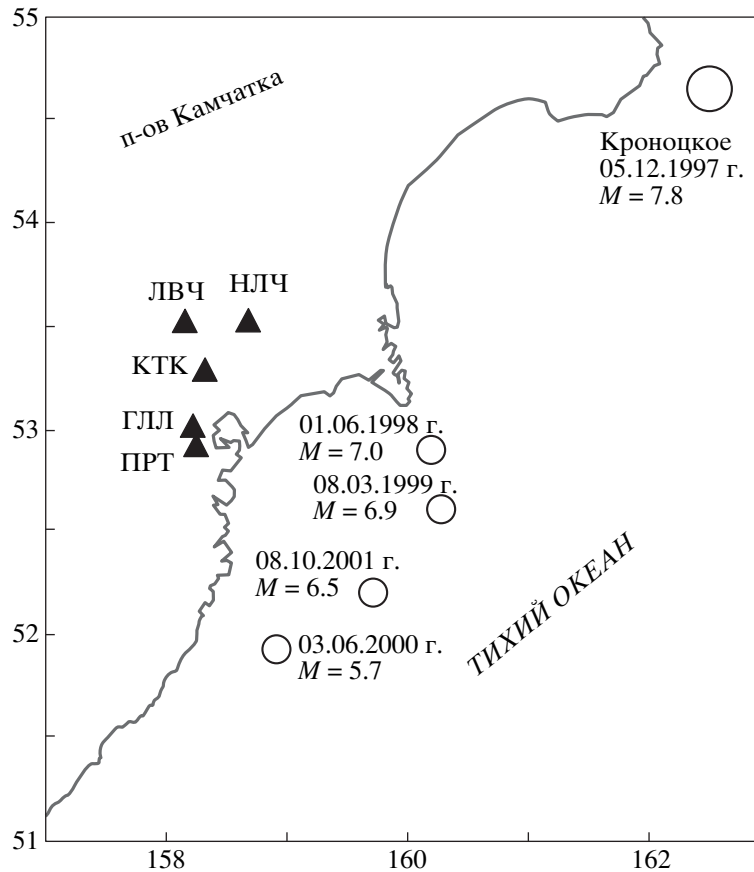 55
п-ов Камчатка
Кроноцкое
05.12.1997 г.
M = 7.8
54
ЛВЧ
НЛЧ
КТК
ГЛЛ
ПРТ
53
01.06.1998 г.
M = 7.0
08.03.1999 г.
M = 6.9
08.10.2001 г.
M = 6.5
03.06.2000 г.
M = 5.7
ТИХИЙ ОКЕАН
52
51
158
160
162